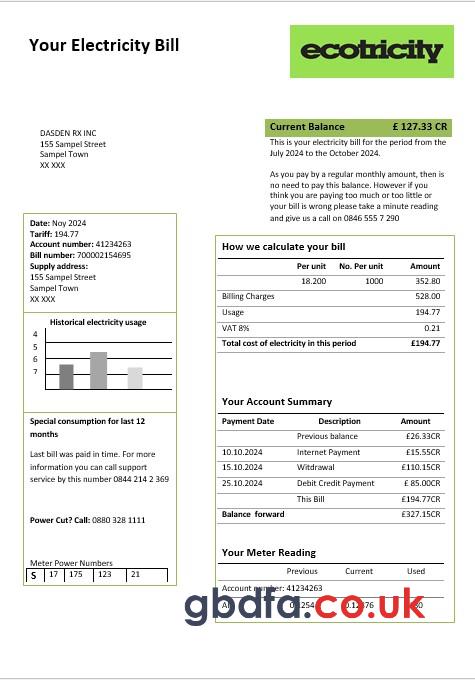 Your Electricity Bill
ecotricity
DASDEN RX INC
155 Sampel Street
Sampel Town
XX XXX
Current Balance £ 127.33 CR
This is your electricity bill for the period from the
July 2024 to the October 2024.
As you pay by a regular monthly amount, then is
no need to pay this balance. However if you
think you are paying too much or too little or
your bill is wrong please take a minute reading
and give us a call on 0846 555 7 290
Date: Noy 2024
Tariff: 194.77
Account number: 41234263
Bill number: 700002154695
Supply address:
155 Sampel Street
Sampel Town
XX XXX
Historical electricity usage
4
5
6
7
Special consumption for last 12
months
Last bill was paid in time. For more
information you can call support
service by this number 0844 214 2 369
Power Cut? Call: 0880 328 1111
Meter Power Numbers
S 17 175 123 21
How we calculate your bill
Per unit No. Per unit Amount
18.200 1000 352.80
Billing Charges 528.00
Usage 194.77
VAT 8% 0.21
Total cost of electricity in this period £194.77
Your Account Summary
Payment Date Description Amount
Previous balance £26.33CR
10.10.2024 Internet Payment £15.55CR
15.10.2024 Witdrawal £110.15CR
25.10.2024 Debit Credit Payment £ 85.00CR
This Bill £194.77CR
Balance forward £327.15CR
Your Meter Reading
Previous Current Used
Account number: 41234263
gbdfa.co.uk